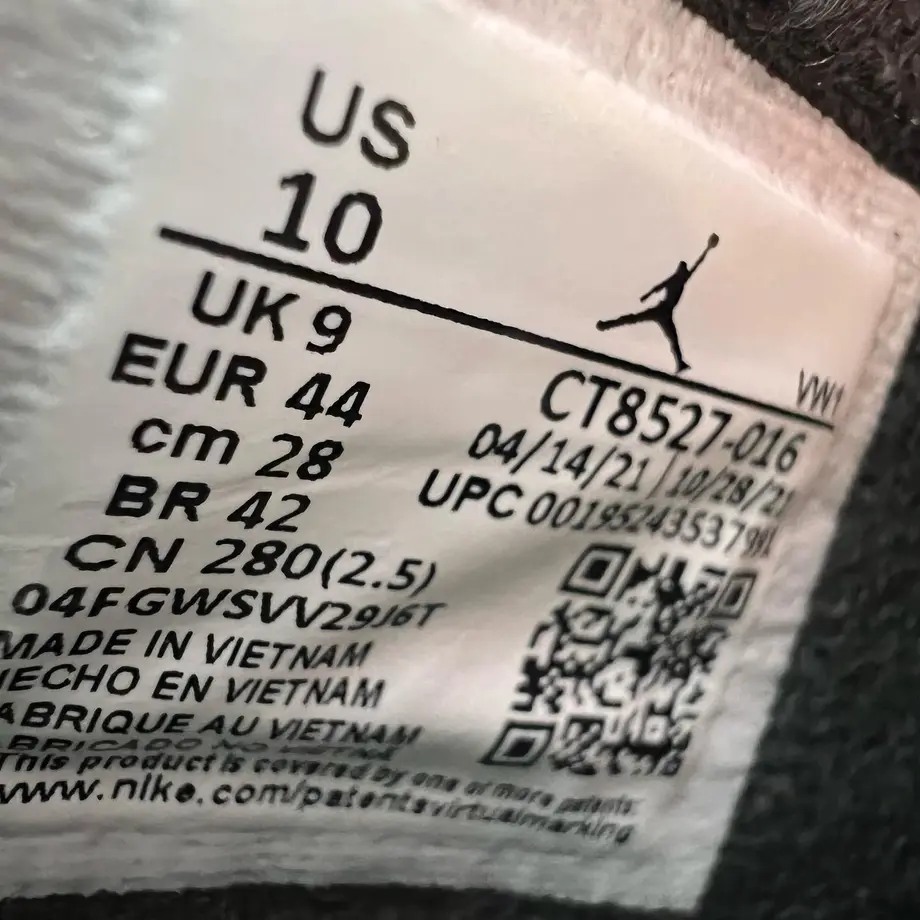 US
10
UK 9
EUR 44
cm 28
BR 42
CN 280(2.5)
04FGWSVV29J6T
MADE IN VIETNAM
HECHO EN VIETNAM
FABRIQUE AU VIETNAM
This product is covered by one or more patents:
www.nike.com/patentsvirtualmarking
VW1
CT8527-016
04/14/21 | 10/28/21
UPC